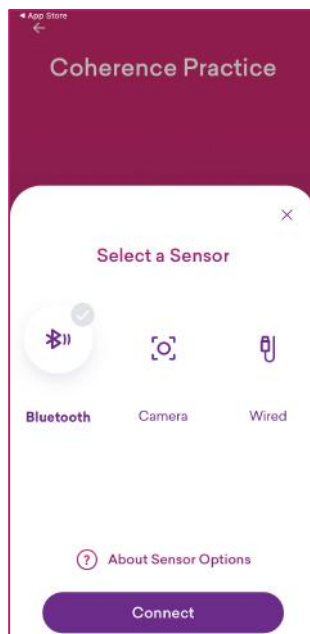 ◀ App Store
Coherence Practice
Select a Sensor
Bluetooth Camera Wired
? About Sensor Options
Connect